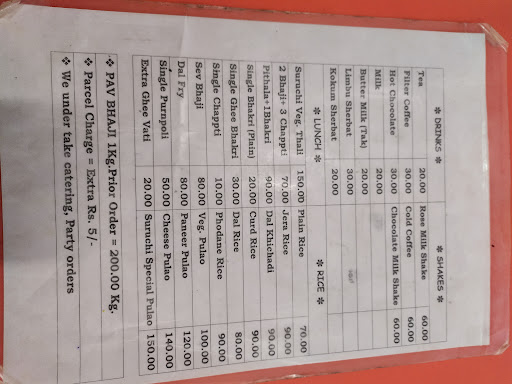 ✽ DRINKS ✽ ✽ SHAKES ✽
Tea 20.00 Rose Milk Shake 60.00
Filter Coffee 30.00 Cold Coffee 60.00
Hot Chocolate 30.00 Chocolate Milk Shake 60.00
Milk 20.00
Butter Milk (Tak) 20.00
Limbu Sherbat 30.00
Kokum Sherbat 20.00
✽ LUNCH ✽ ✽ RICE ✽
Suruchi Veg. Thali 150.00 Plain Rice 70.00
2 Bhaji+ 3 Chappti 70.00 Jera Rice 90.00
Pithala+ 1Bhakri 90.00 Dal Khichadi 90.00
Single Bhakri (Plain) 20.00 Curd Rice 90.00
Single Ghee Bhakri 30.00 Dal Rice 80.00
Single Chappti 10.00 Phodane Rice 90.00
Sev Bhaji 80.00 Veg. Pulao 100.00
Dal Fry 80.00 Paneer Pulao 120.00
Single Purnpoli 50.00 Cheese Pulao 140.00
Extra Ghee Vati 20.00 Suruchi Special Pulao 150.00
❖ PAV BHAJI 1Kg.Prior Order = 200.00 Kg.
❖ Parcel Charge = Extra Rs. 5/-
❖ We under take catering, Party orders